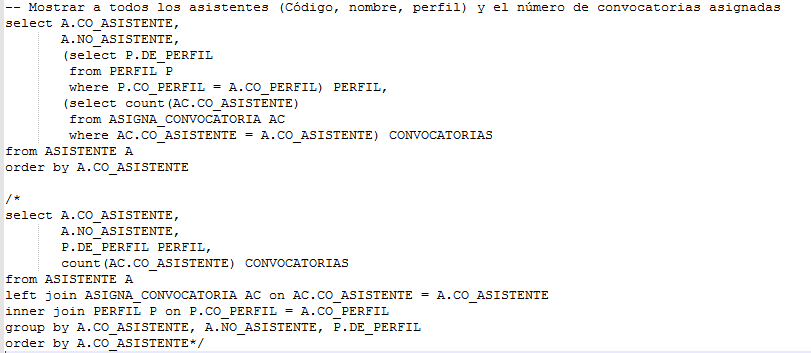 -- Mostrar a todos los asistentes (Código, nombre, perfil) y el número de convocatorias asignadas
select A.CO_ASISTENTE,
       A.NO_ASISTENTE,
       (select P.DE_PERFIL
        from PERFIL P
        where P.CO_PERFIL = A.CO_PERFIL) PERFIL,
       (select count(AC.CO_ASISTENTE)
        from ASIGNA_CONVOCATORIA AC
        where AC.CO_ASISTENTE = A.CO_ASISTENTE) CONVOCATORIAS
from ASISTENTE A
order by A.CO_ASISTENTE

/*
select A.CO_ASISTENTE,
       A.NO_ASISTENTE,
       P.DE_PERFIL PERFIL,
       count(AC.CO_ASISTENTE) CONVOCATORIAS
from ASISTENTE A
left join ASIGNA_CONVOCATORIA AC on AC.CO_ASISTENTE = A.CO_ASISTENTE
inner join PERFIL P on P.CO_PERFIL = A.CO_PERFIL
group by A.CO_ASISTENTE, A.NO_ASISTENTE, P.DE_PERFIL
order by A.CO_ASISTENTE*/